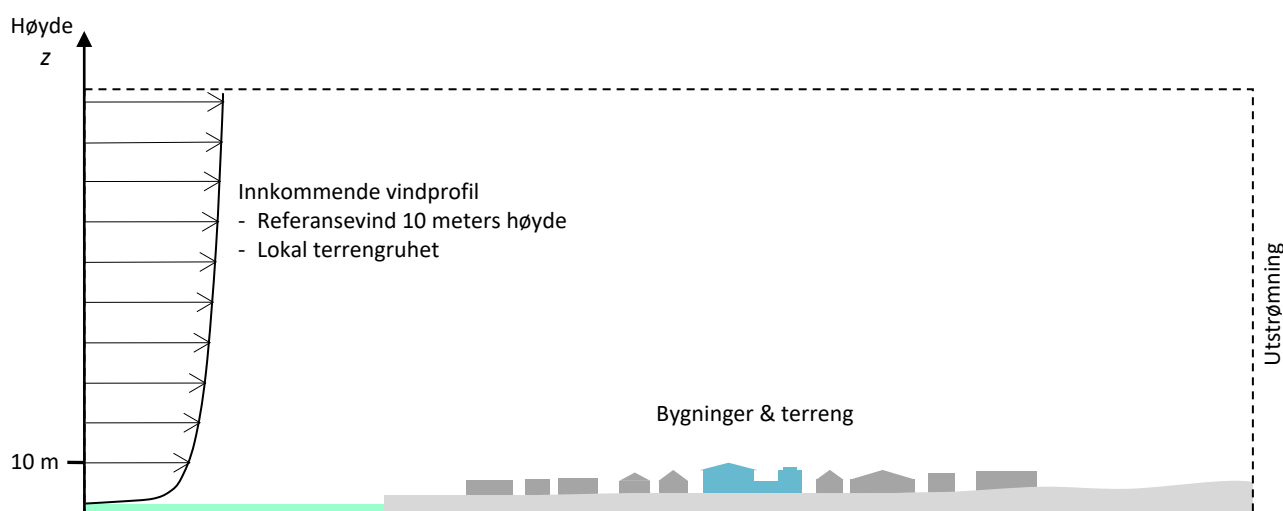 Høyde
z
Innkommende vindprofil
- Referansevind 10 meters høyde
- Lokal terrengruhet
Utstrømning
Bygninger & terreng
10 m